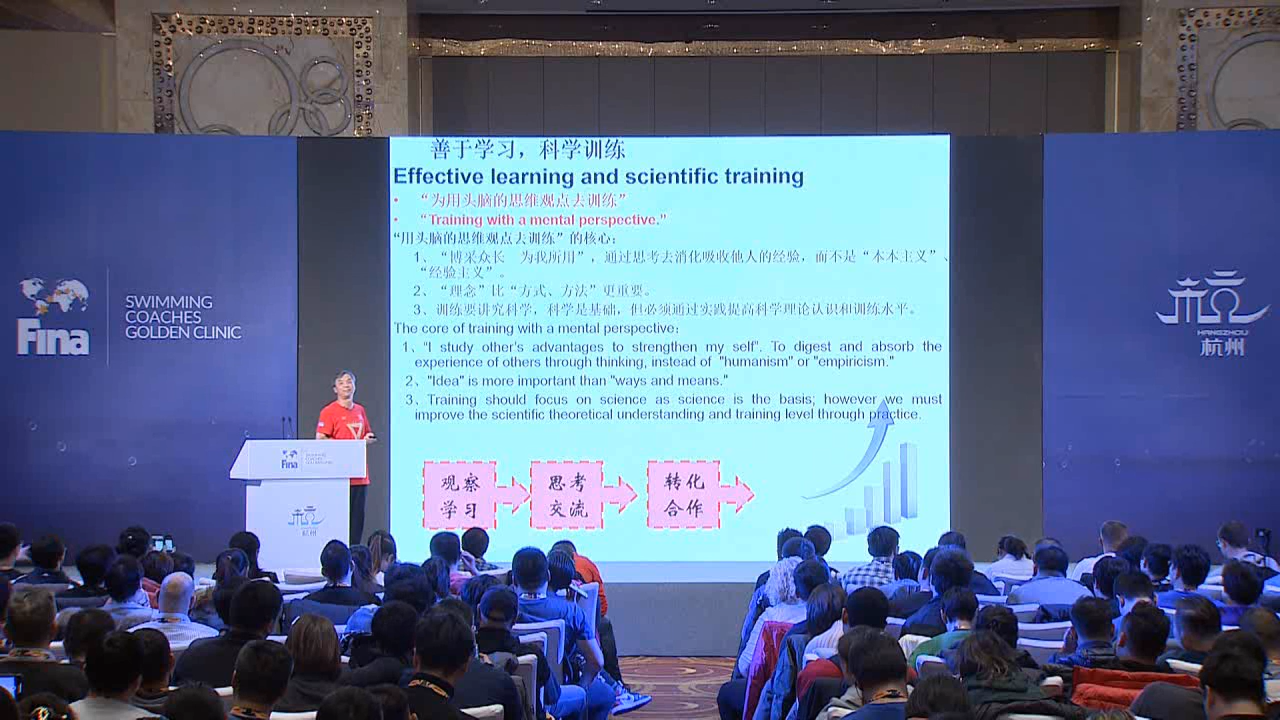 善于学习，科学训练
Effective learning and scientific training
• “为用头脑的思维观点去训练”
• “Training with a mental perspective.”
“用头脑的思维观点去训练”的核心：
1、“博采众长 为我所用”，通过思考去消化吸收他人的经验，而不是“本本主义”、
“经验主义”。
2、“理念”比“方式、方法”更重要。
3、训练要讲究科学，科学是基础，但必须通过实践提高科学理论认识和训练水平。
The core of training with a mental perspective:
1、"I study others' advantages to strengthen my self". To digest and absorb the
experience of others through thinking, instead of "humanism" or "empiricism."
2、"Idea" is more important than "ways and means."
3、Training should focus on science as science is the basis; however we must
improve the scientific theoretical understanding and training level through practice.
观察
学习
思考
交流
转化
合作
Fina
SWIMMING
COACHES
GOLDEN CLINIC
HANGZHOU
杭州
Fina
杭州